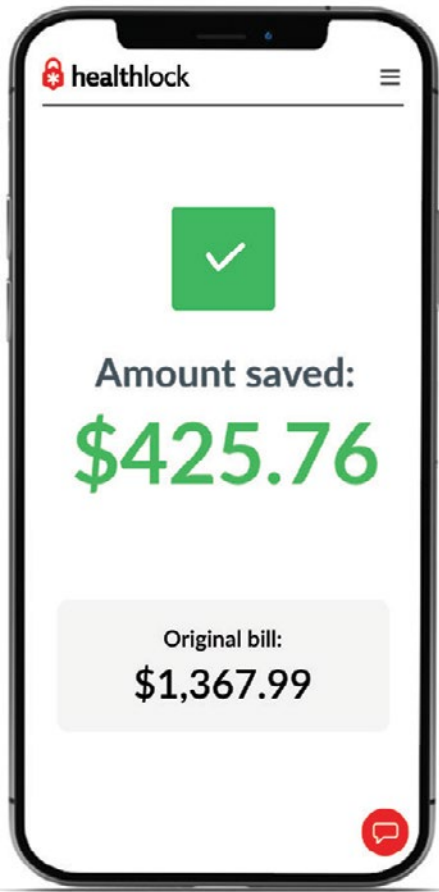 healthlock
Amount saved:
$425.76
Original bill:
$1,367.99